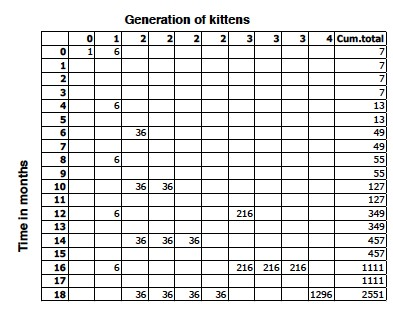 Generation of kittens
0 1 2 2 2 2 3 3 3 4 Cum.total
0 1 6 7
1 7
2 7
3 7
4 6 13
5 13
6 36 49
7 49
8 6 55
9 55
10 36 36 127
11 127
12 6 216 349
13 349
14 36 36 36 457
15 457
16 6 216 216 216 1111
17 1111
18 36 36 36 36 1296 2551
Time in months